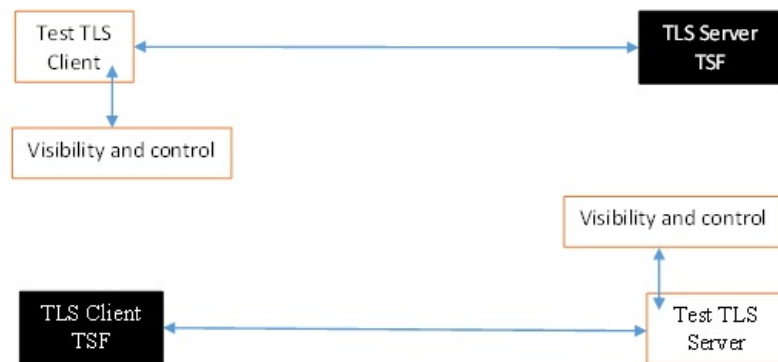 Test TLS
Client
TLS Server
TSF
Visibility and control
Visibility and control
TLS Client
TSF
Test TLS
Server